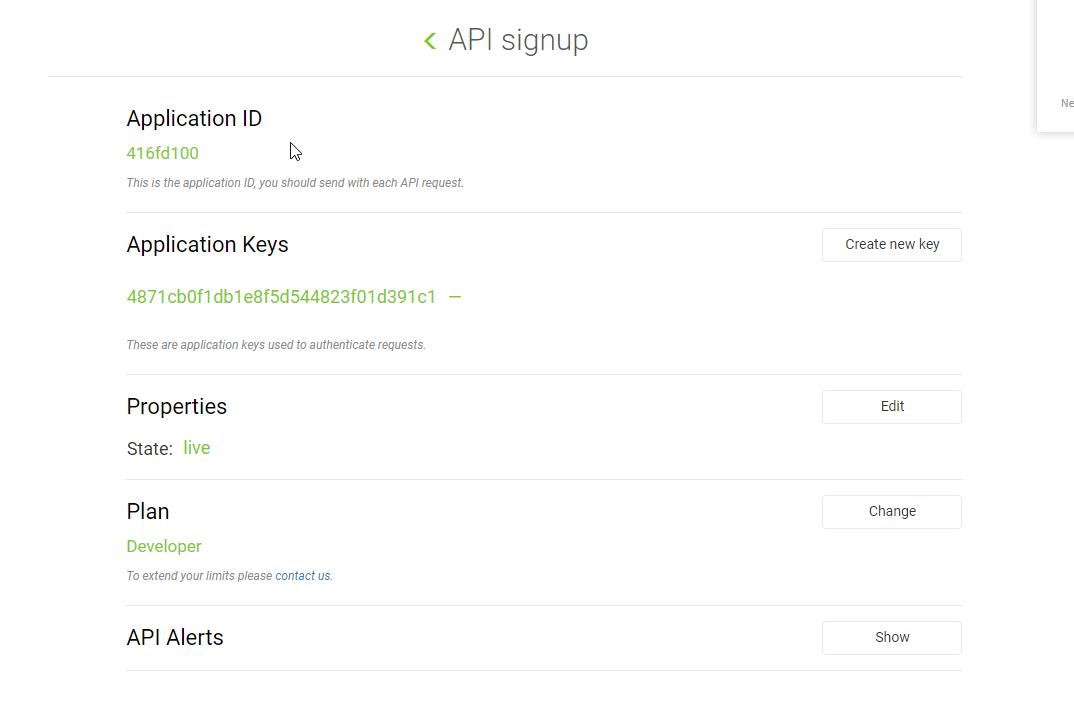 API signup
Ne
Application ID
416fd100
This is the application ID, you should send with each API request.
Application Keys
Create new key
4871cb0f1db1e8f5d544823f01d391c1 —
These are application keys used to authenticate requests.
Properties
Edit
State: live
Plan
Change
Developer
To extend your limits please contact us.
API Alerts
Show